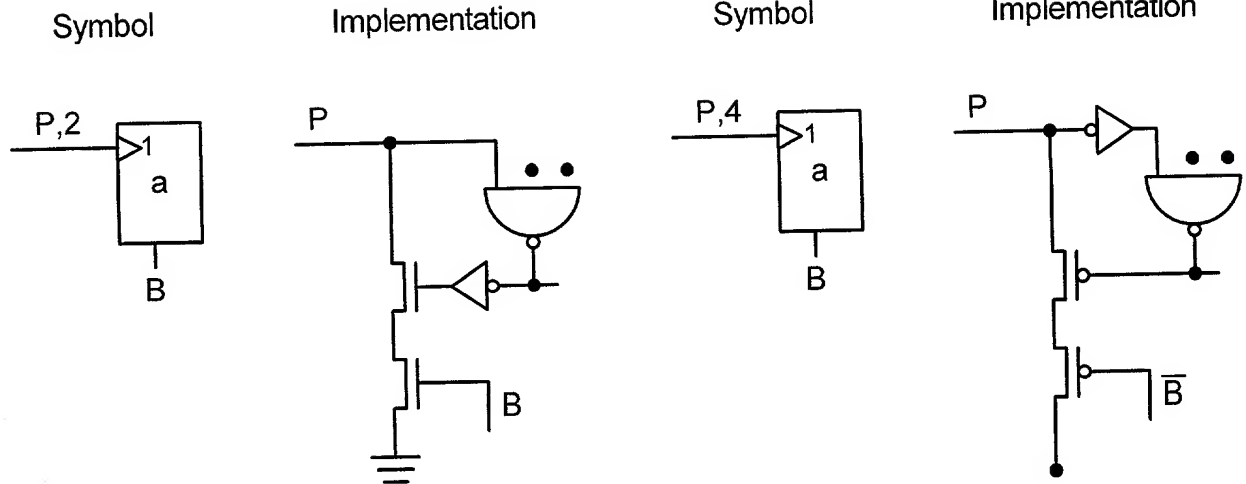 Symbol
Implementation
Symbol
Implementation
P,2
1
a
B
P
B
P,4
1
a
B
P
B̅